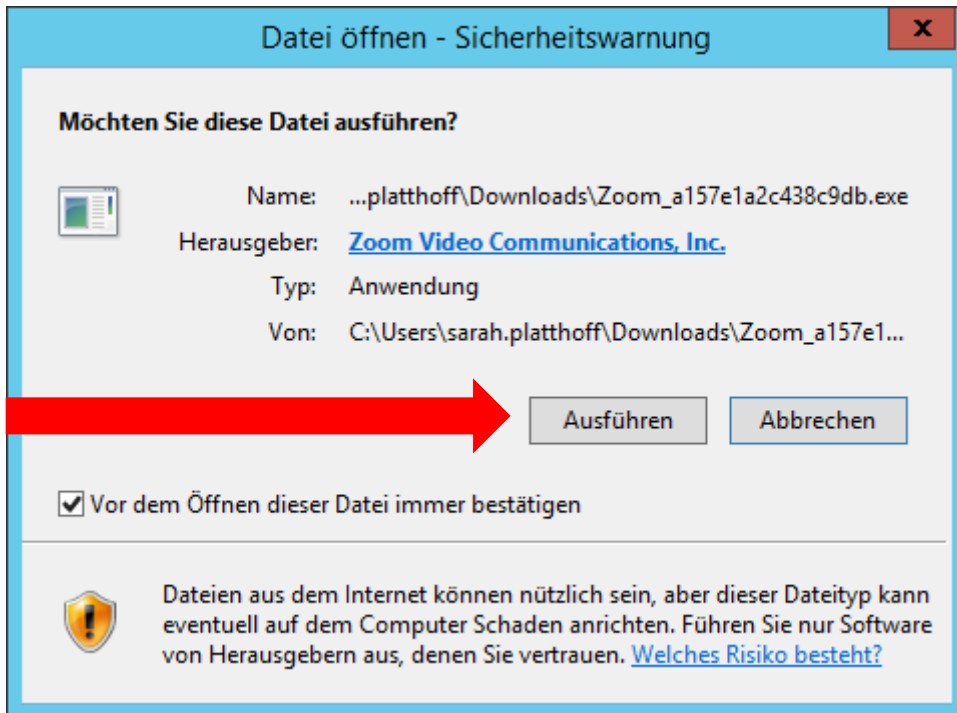 Datei öffnen - Sicherheitswarnung
x
Möchten Sie diese Datei ausführen?
Name: ...platthoff\Downloads\Zoom_a157e1a2c438c9db.exe
Herausgeber: Zoom Video Communications, Inc.
Typ: Anwendung
Von: C:\Users\sarah.platthoff\Downloads\Zoom_a157e1...
Ausführen Abbrechen
Vor dem Öffnen dieser Datei immer bestätigen
Dateien aus dem Internet können nützlich sein, aber dieser Dateityp kann
eventuell auf dem Computer Schaden anrichten. Führen Sie nur Software
von Herausgebern aus, denen Sie vertrauen. Welches Risiko besteht?